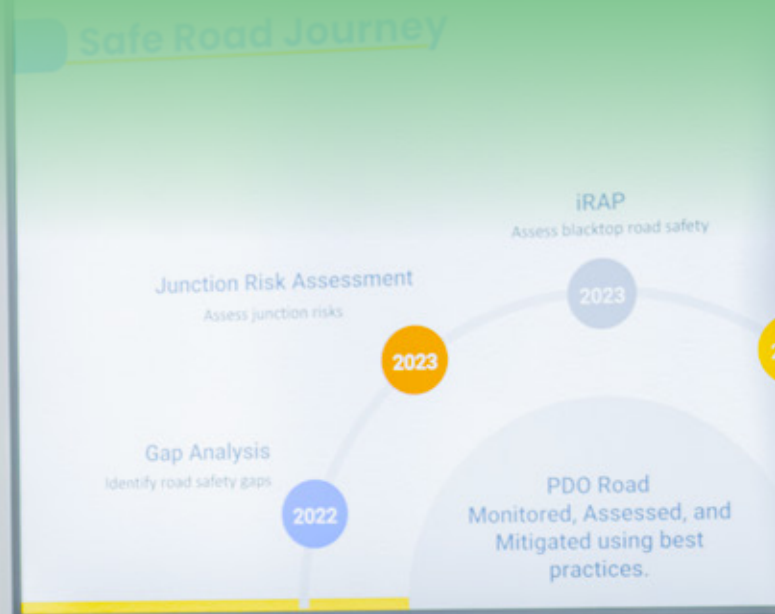 Safe Road Journey
iRAP
Assess blacktop road safety
Junction Risk Assessment
Assess junction risks
2023
2023
Gap Analysis
Identify road safety gaps
2022
PDO Road
Monitored, Assessed, and
Mitigated using best
practices.